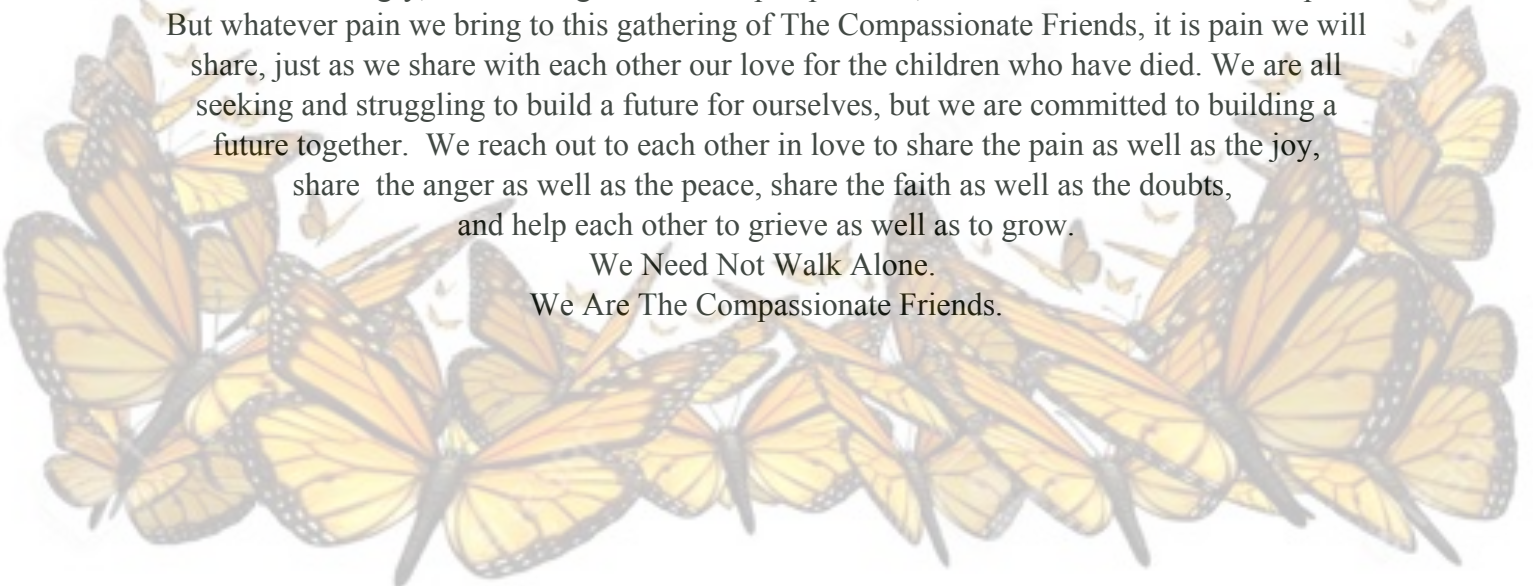 But whatever pain we bring to this gathering of The Compassionate Friends, it is pain we will
share, just as we share with each other our love for the children who have died. We are all
seeking and struggling to build a future for ourselves, but we are committed to building a
future together. We reach out to each other in love to share the pain as well as the joy,
share the anger as well as the peace, share the faith as well as the doubts,
and help each other to grieve as well as to grow.
We Need Not Walk Alone.
We Are The Compassionate Friends.